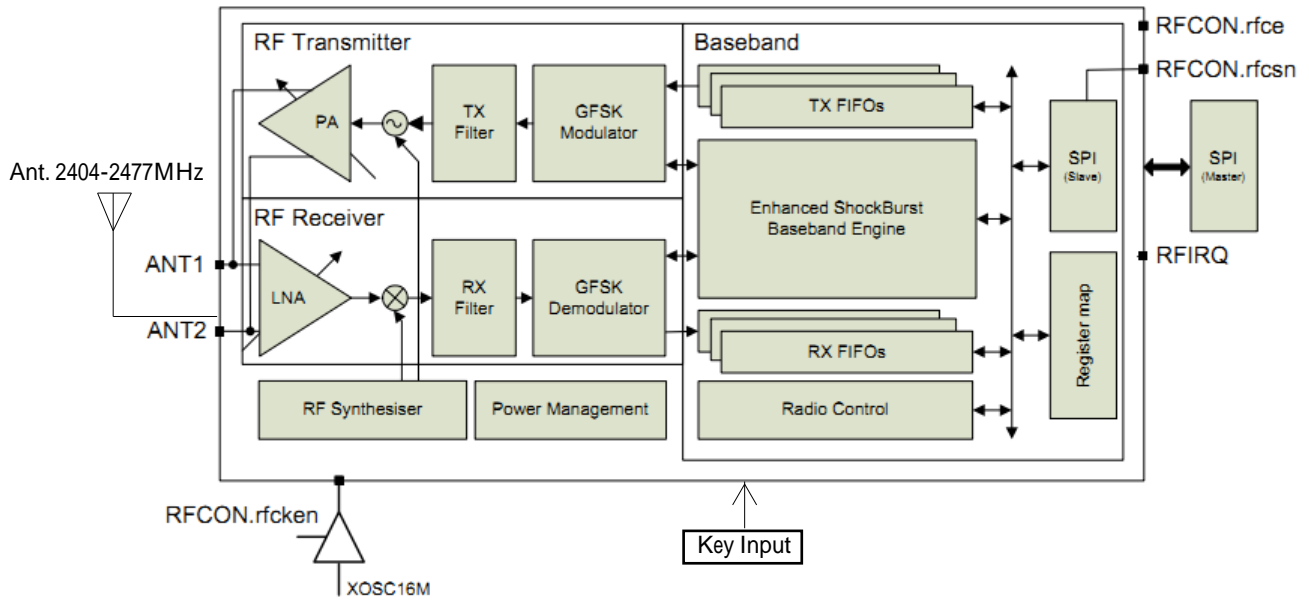 RF Transmitter
Baseband
RFCON.rfce
RFCON.rfcsn
PA
TX
Filter
GFSK
Modulator
TX FIFOs
SPI
(Slave)
SPI
(Master)
Ant. 2404-2477MHz
RF Receiver
Enhanced ShockBurst
Baseband Engine
ANT1
RFIRQ
LNA
RX
Filter
GFSK
Demodulator
ANT2
RX FIFOs
Register map
RF Synthesiser
Power Management
Radio Control
RFCON.rfcken
Key Input
XOSC16M